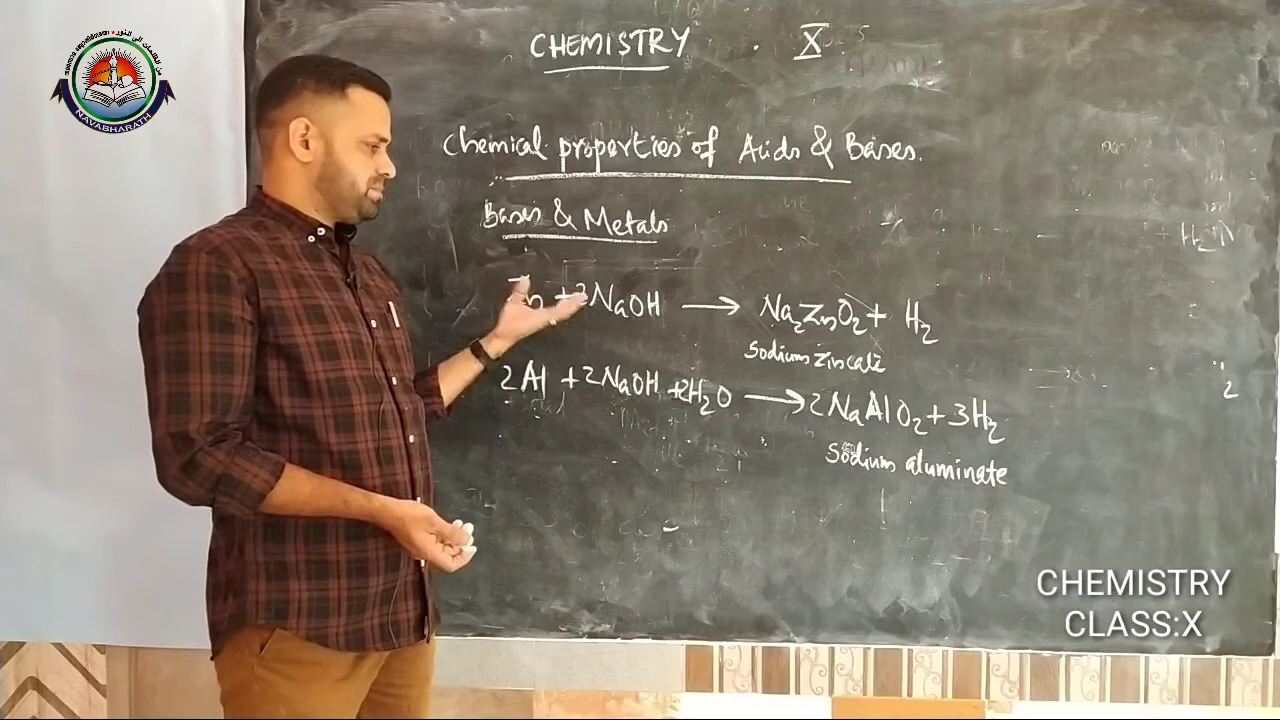 NAVABHARATH
CHEMISTRY . X
Chemical properties of Acids & Bases.
Bases & Metals
+ 2NaOH → Na₂ZnO₂ + H₂
Sodium zincate
2Al + 2NaOH + 2H₂O → 2NaAlO₂ + 3H₂
Sodium aluminate
CHEMISTRY
CLASS:X